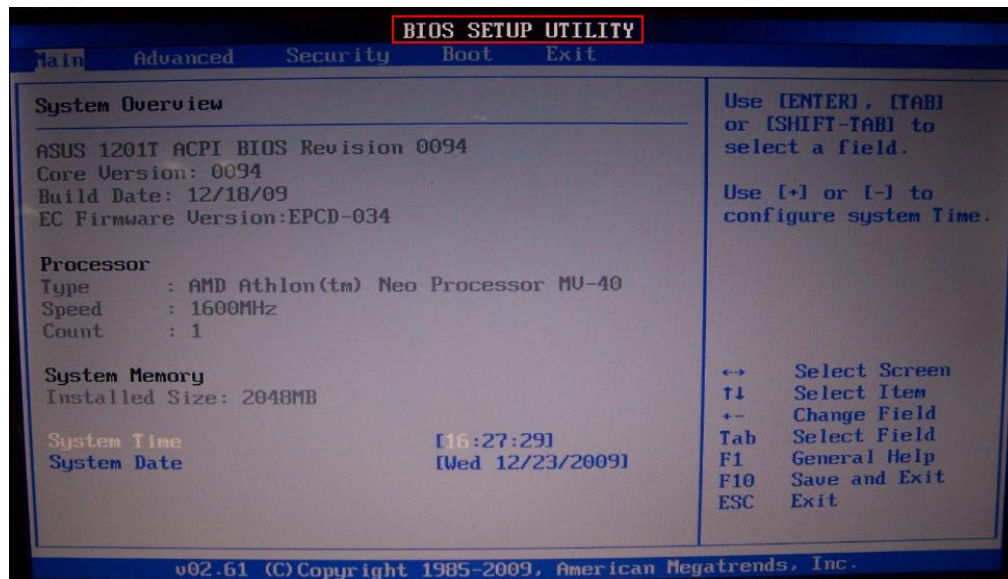 BIOS SETUP UTILITY
Main Advanced Security Boot Exit
System Overview
ASUS 1201T ACPI BIOS Revision 0094
Core Version: 0094
Build Date: 12/18/09
EC Firmware Version:EPCD-034
Processor
Type : AMD Athlon(tm) Neo Processor MV-40
Speed : 1600MHz
Count : 1
System Memory
Installed Size: 2048MB
System Time [16:27:29]
System Date [Wed 12/23/2009]
Use [ENTER], [TAB]
or [SHIFT-TAB] to
select a field.
Use [+] or [-] to
configure system Time.
←→ Select Screen
↑↓ Select Item
+- Change Field
Tab Select Field
F1 General Help
F10 Save and Exit
ESC Exit
v02.61 (C)Copyright 1985-2009, American Megatrends, Inc.